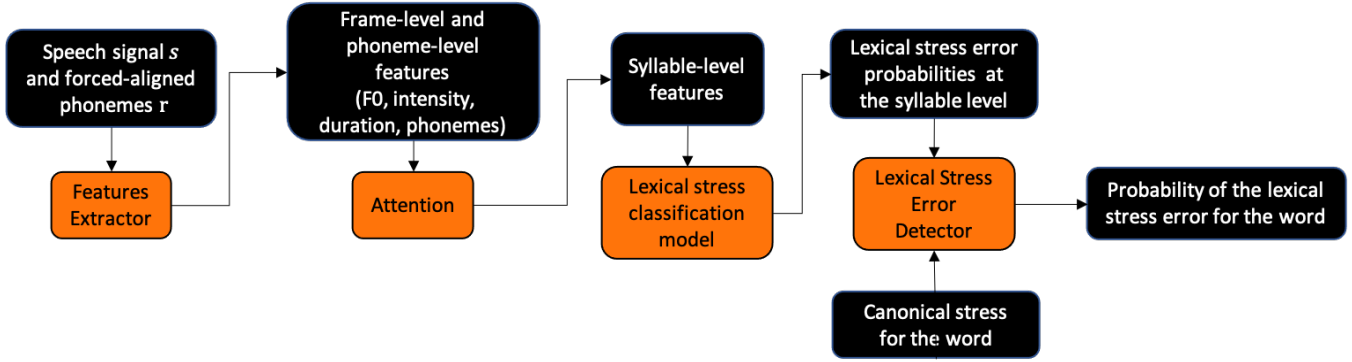 Speech signal s
and forced-aligned
phonemes r
Features
Extractor
Frame-level and
phoneme-level
features
(F0, intensity,
duration, phonemes)
Attention
Syllable-level
features
Lexical stress
classification
model
Lexical stress error
probabilities at
the syllable level
Lexical Stress
Error
Detector
Canonical stress
for the word
Probability of the lexical
stress error for the word